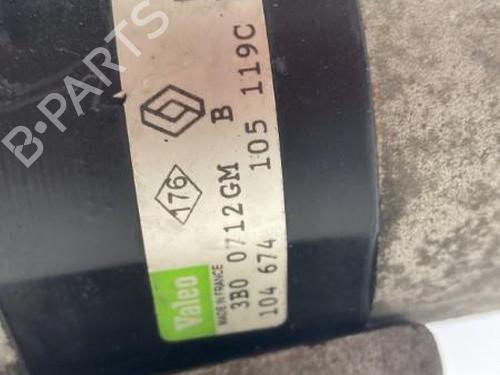 B-PARTS
Valeo
MADE IN FRANCE
176
3B0 0712GM B
104 674 105 119C